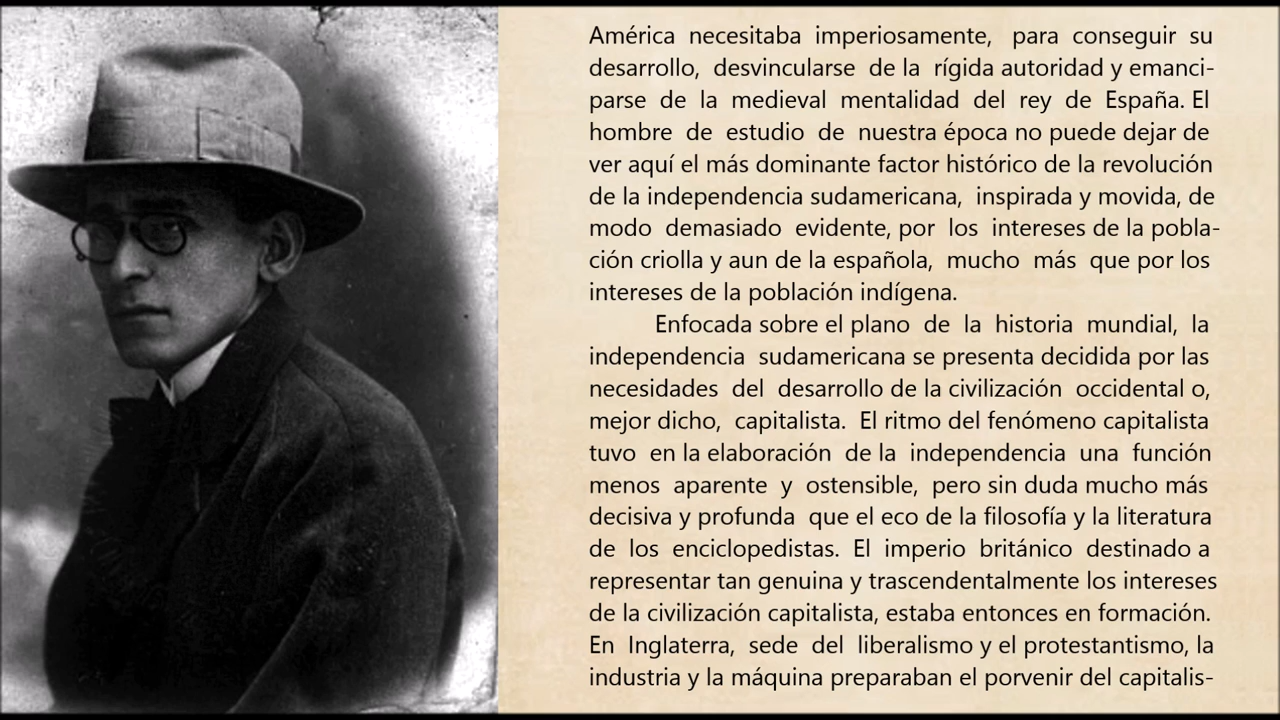 América necesitaba imperiosamente, para conseguir su
desarrollo, desvincularse de la rígida autoridad y emanci-
parse de la medieval mentalidad del rey de España. El
hombre de estudio de nuestra época no puede dejar de
ver aquí el más dominante factor histórico de la revolución
de la independencia sudamericana, inspirada y movida, de
modo demasiado evidente, por los intereses de la pobla-
ción criolla y aun de la española, mucho más que por los
intereses de la población indígena.
Enfocada sobre el plano de la historia mundial, la
independencia sudamericana se presenta decidida por las
necesidades del desarrollo de la civilización occidental o,
mejor dicho, capitalista. El ritmo del fenómeno capitalista
tuvo en la elaboración de la independencia una función
menos aparente y ostensible, pero sin duda mucho más
decisiva y profunda que el eco de la filosofía y la literatura
de los enciclopedistas. El imperio británico destinado a
representar tan genuina y trascendentalmente los intereses
de la civilización capitalista, estaba entonces en formación.
En Inglaterra, sede del liberalismo y el protestantismo, la
industria y la máquina preparaban el porvenir del capitalis-